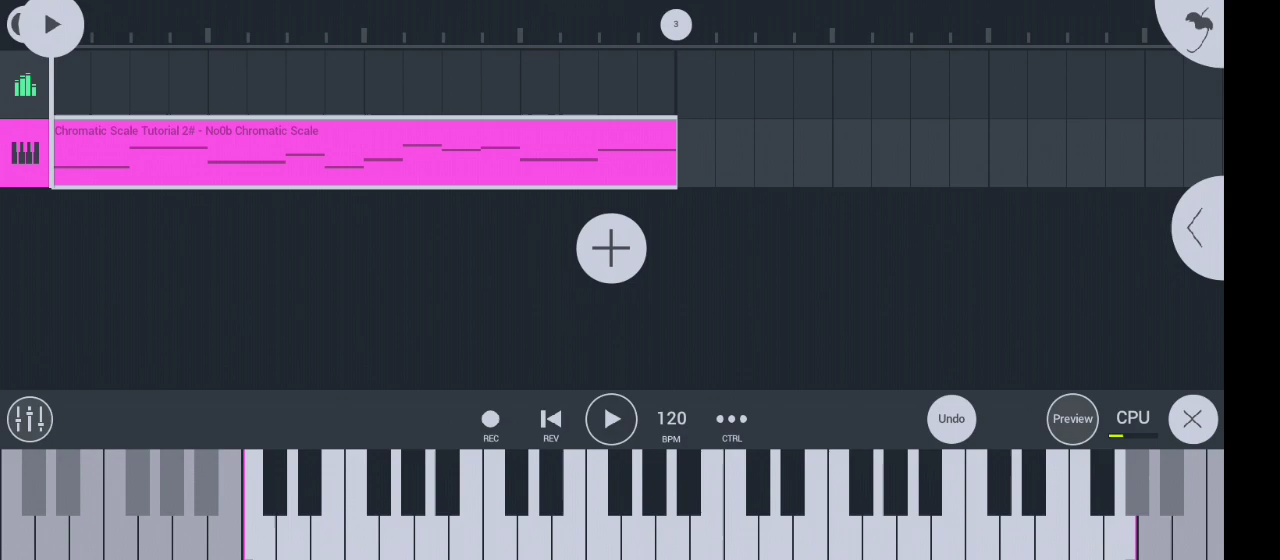 3
Chromatic Scale Tutorial 2# - No0b Chromatic Scale
120
Undo
Preview
CPU
REC
REV
BPM
CTRL